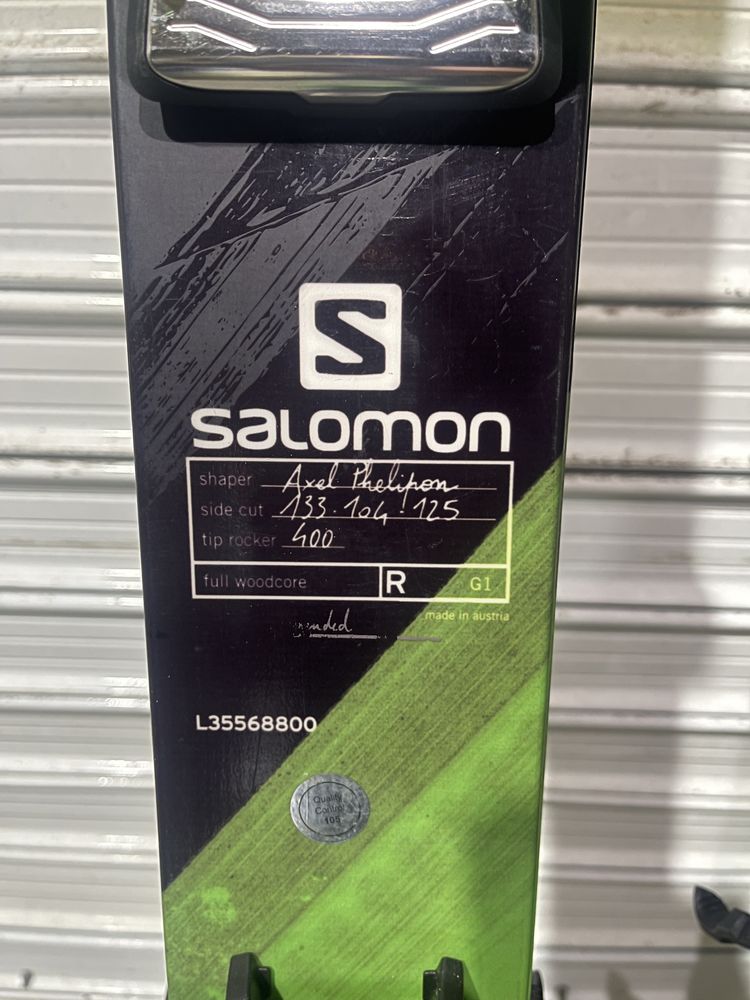 S
salomon
shaper Axel Phelipon
side cut 133.104.125
tip rocker 400
full woodcore R G1
made in austria
L35568800
Quality
Control
105